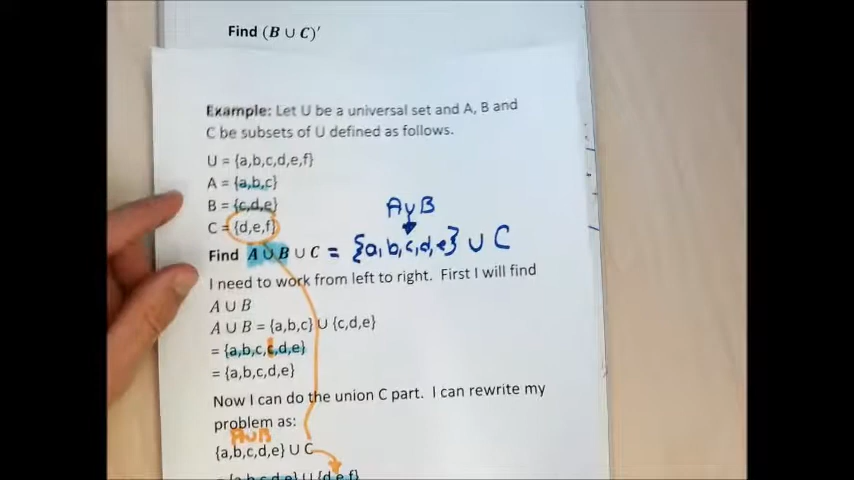 Find (B ∪ C)′
Example: Let U be a universal set and A, B and
C be subsets of U defined as follows.
U = {a,b,c,d,e,f}
A = {a,b,c}
B = {c,d,e}
C = {d,e,f}
A∪B
Find A ∪ B ∪ C = {a,b,c,d,e} ∪ C
I need to work from left to right. First I will find
A ∪ B
A ∪ B = {a,b,c} ∪ {c,d,e}
= {a,b,c,c,d,e}
= {a,b,c,d,e}
Now I can do the union C part. I can rewrite my
problem as:
A∪B
{a,b,c,d,e} ∪ C
= {a,b,c,d,e} ∪ {d,e,f}